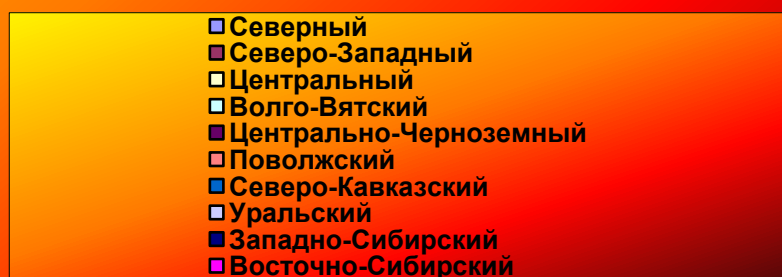 Северный
Северо-Западный
Центральный
Волго-Вятский
Центрально-Черноземный
Поволжский
Северо-Кавказский
Уральский
Западно-Сибирский
Восточно-Сибирский